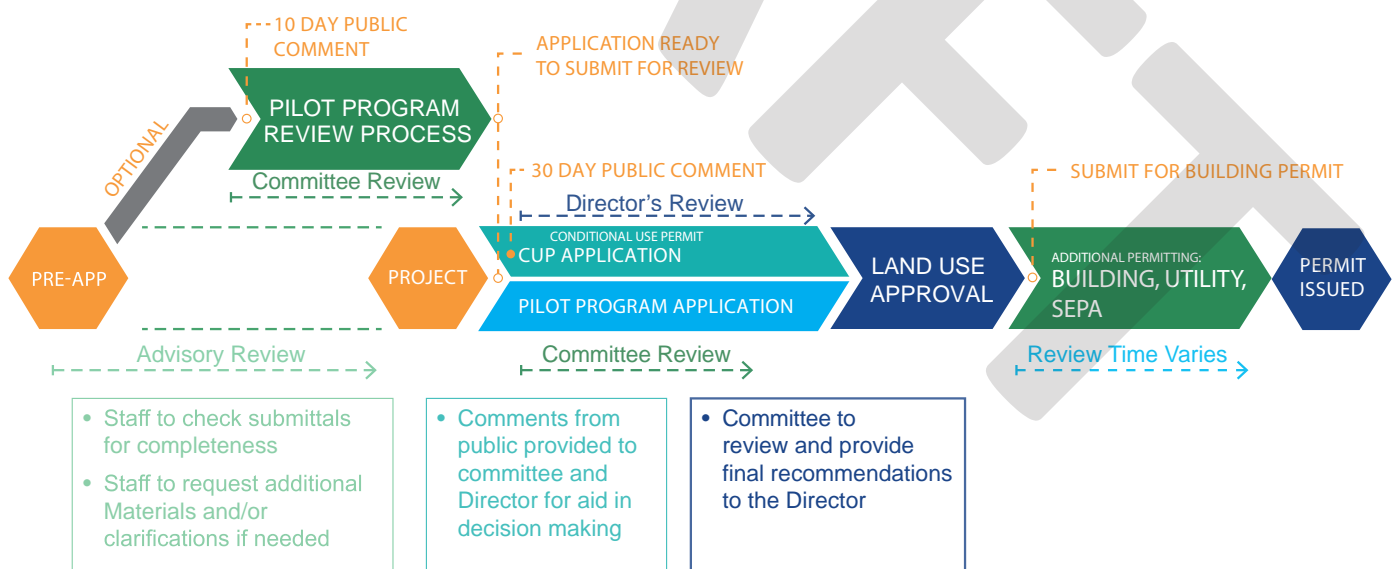 10 DAY PUBLIC
COMMENT
APPLICATION READY
TO SUBMIT FOR REVIEW
PILOT PROGRAM
REVIEW PROCESS
OPTIONAL
Committee Review
30 DAY PUBLIC COMMENT
SUBMIT FOR BUILDING PERMIT
Director's Review
PRE-APP
PROJECT
CONDITIONAL USE PERMIT
CUP APPLICATION
PILOT PROGRAM APPLICATION
LAND USE
APPROVAL
ADDITIONAL PERMITTING:
BUILDING, UTILITY,
SEPA
PERMIT
ISSUED
Advisory Review
Committee Review
Review Time Varies
• Staff to check submittals
for completeness
• Staff to request additional
Materials and/or
clarifications if needed
• Comments from
public provided to
committee and
Director for aid in
decision making
• Committee to
review and provide
final recommendations
to the Director